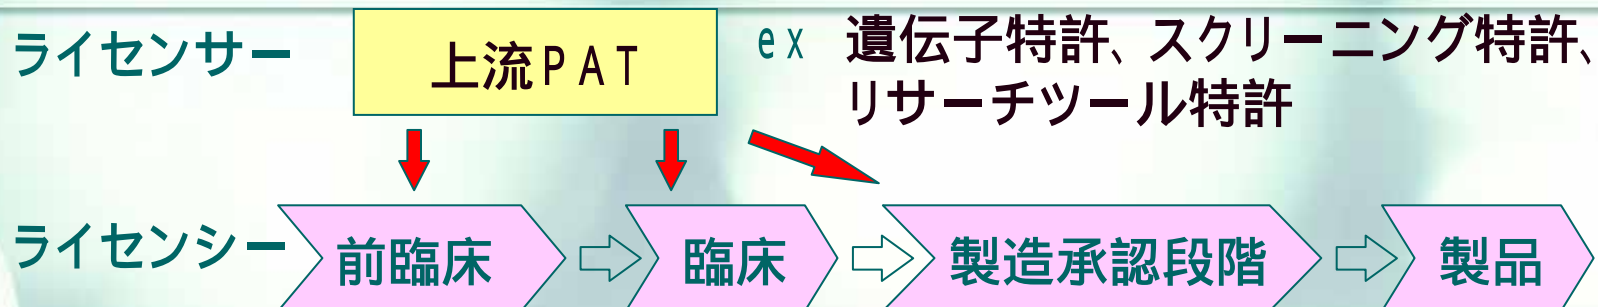 ライセンサー
上流PAT
ex 遺伝子特許、スクリーニング特許、
リサーチツール特許
ライセンシー
前臨床
臨床
製造承認段階
製品